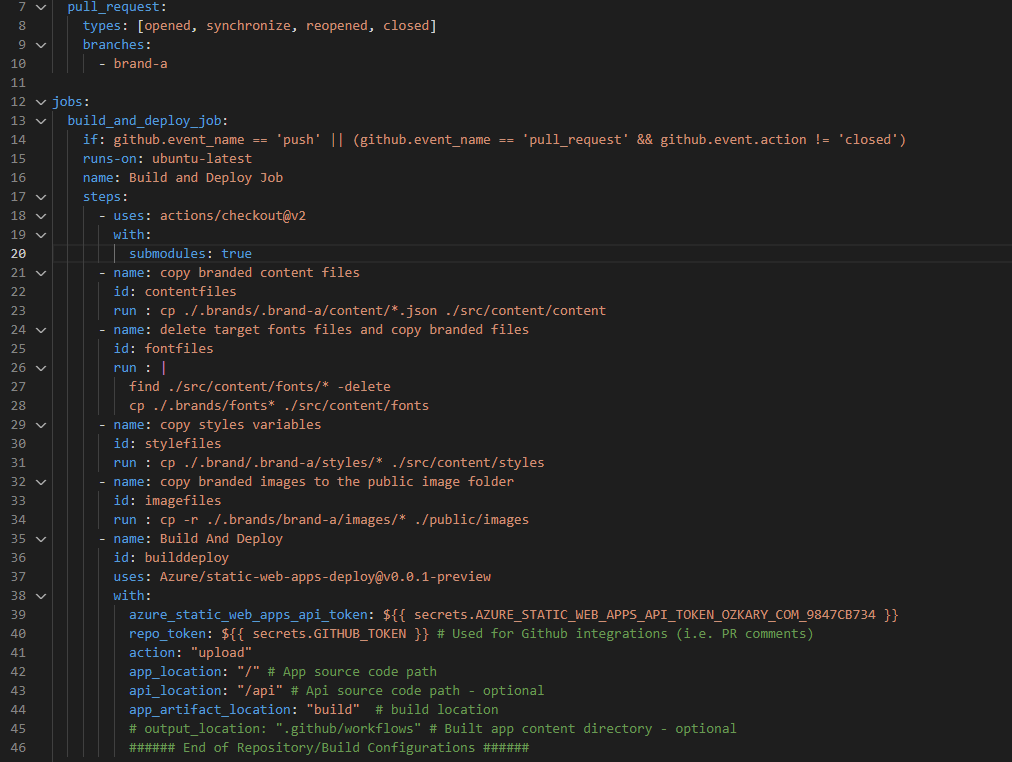 7 pull_request:
8 types: [opened, synchronize, reopened, closed]
9 branches:
10 - brand-a
11
12 jobs:
13 build_and_deploy_job:
14 if: github.event_name == 'push' || (github.event_name == 'pull_request' && github.event.action != 'closed')
15 runs-on: ubuntu-latest
16 name: Build and Deploy Job
17 steps:
18 - uses: actions/checkout@v2
19 with:
20 submodules: true
21 - name: copy branded content files
22 id: contentfiles
23 run : cp ./.brands/.brand-a/content/*.json ./src/content/content
24 - name: delete target fonts files and copy branded files
25 id: fontfiles
26 run : |
27 find ./src/content/fonts/* -delete
28 cp ./.brands/fonts* ./src/content/fonts
29 - name: copy styles variables
30 id: stylefiles
31 run : cp ./.brand/.brand-a/styles/* ./src/content/styles
32 - name: copy branded images to the public image folder
33 id: imagefiles
34 run : cp -r ./.brands/brand-a/images/* ./public/images
35 - name: Build And Deploy
36 id: builddeploy
37 uses: Azure/static-web-apps-deploy@v0.0.1-preview
38 with:
39 azure_static_web_apps_api_token: ${{ secrets.AZURE_STATIC_WEB_APPS_API_TOKEN_OZKARY_COM_9847CB734 }}
40 repo_token: ${{ secrets.GITHUB_TOKEN }} # Used for Github integrations (i.e. PR comments)
41 action: "upload"
42 app_location: "/" # App source code path
43 api_location: "/api" # Api source code path - optional
44 app_artifact_location: "build" # build location
45 # output_location: ".github/workflows" # Built app content directory - optional
46 ###### End of Repository/Build Configurations ######